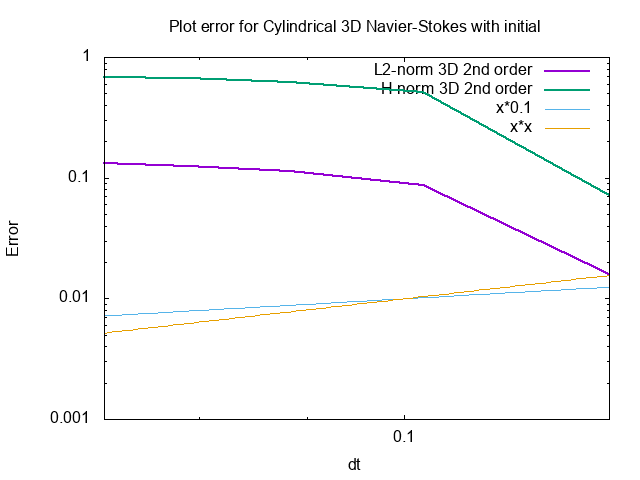 Plot error for Cylindrical 3D Navier-Stokes with initial
1
L2-norm 3D 2nd order
H norm 3D 2nd order
x*0.1
x*x
0.1
Error
0.01
0.001
0.1
dt